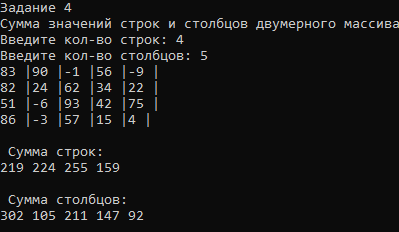 Задание 4
Сумма значений строк и столбцов двумерного массива
Введите кол-во строк: 4
Введите кол-во столбцов: 5
83 |90 |-1 |56 |-9 |
82 |24 |62 |34 |22 |
51 |-6 |93 |42 |75 |
86 |-3 |57 |15 |4 |
Сумма строк:
219 224 255 159
Сумма столбцов:
302 105 211 147 92